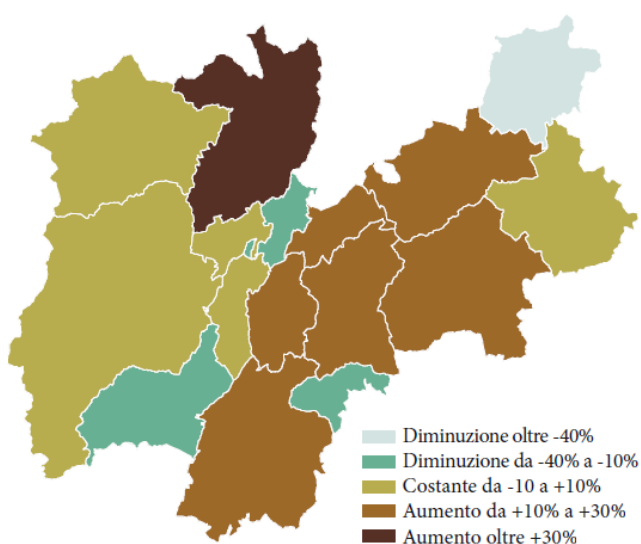 Diminuzione oltre -40%
Diminuzione da -40% a -10%
Costante da -10 a +10%
Aumento da +10% a +30%
Aumento oltre +30%